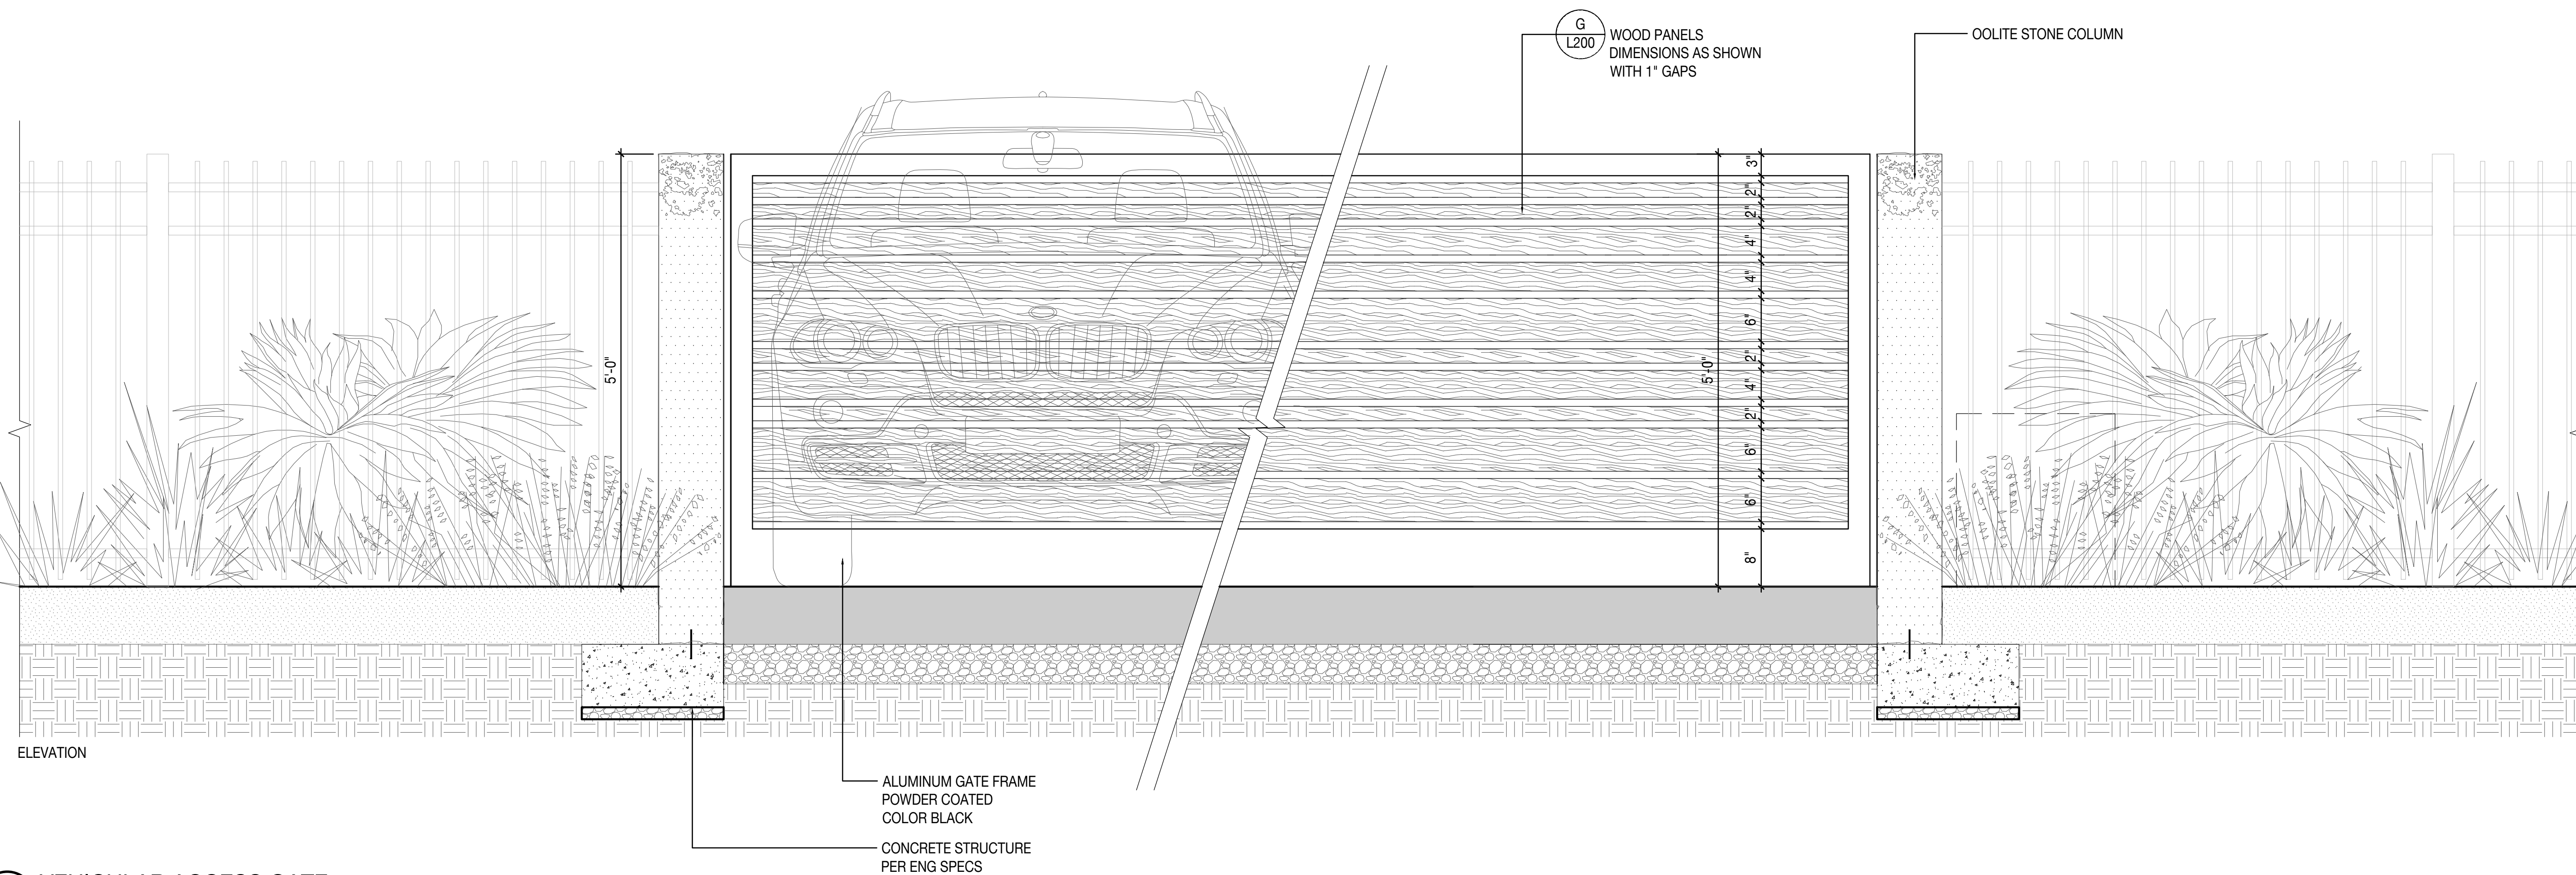 G
L200
WOOD PANELS
DIMENSIONS AS SHOWN
WITH 1" GAPS
OOLITE STONE COLUMN
5'-0"
5'-0"
3"
2"
2"
4"
4"
6"
2"
4"
2"
6"
6"
8"
ELEVATION
ALUMINUM GATE FRAME
POWDER COATED
COLOR BLACK
CONCRETE STRUCTURE
PER ENG SPECS